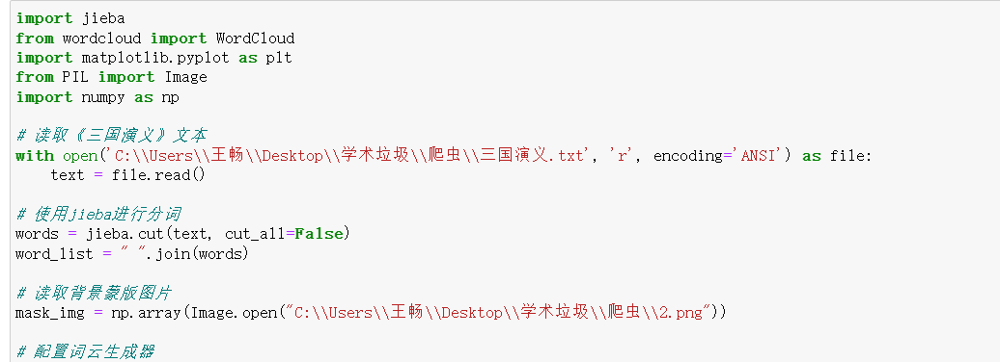 import jieba
from wordcloud import WordCloud
import matplotlib.pyplot as plt
from PIL import Image
import numpy as np
# 读取《三国演义》文本
with open('C:\\Users\\王畅\\Desktop\\学术垃圾\\爬虫\\三国演义.txt', 'r', encoding='ANSI') as file:
    text = file.read()
# 使用jieba进行分词
words = jieba.cut(text, cut_all=False)
word_list = " ".join(words)
# 读取背景蒙版图片
mask_img = np.array(Image.open("C:\\Users\\王畅\\Desktop\\学术垃圾\\爬虫\\2.png"))
# 配置词云生成器